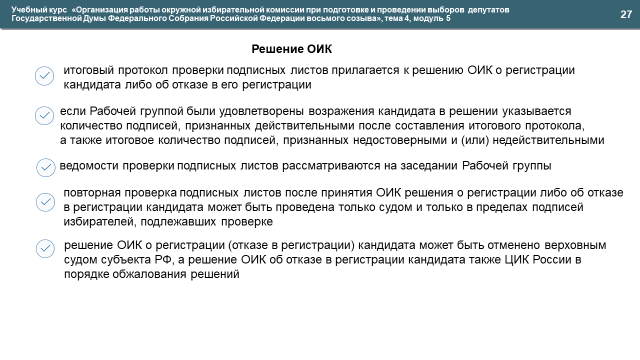 Учебный курс «Организация работы окружной избирательной комиссии при подготовке и проведении выборов депутатов
Государственной Думы Федерального Собрания Российской Федерации восьмого созыва», тема 4, модуль 5
27
Решение ОИК
итоговый протокол проверки подписных листов прилагается к решению ОИК о регистрации
кандидата либо об отказе в его регистрации
если Рабочей группой были удовлетворены возражения кандидата в решении указывается
количество подписей, признанных действительными после составления итогового протокола,
а также итоговое количество подписей, признанных недостоверными и (или) недействительными
ведомости проверки подписных листов рассматриваются на заседании Рабочей группы
повторная проверка подписных листов после принятия ОИК решения о регистрации либо об отказе
в регистрации кандидата может быть проведена только судом и только в пределах подписей
избирателей, подлежавших проверке
решение ОИК о регистрации (отказе в регистрации) кандидата может быть отменено верховным
судом субъекта РФ, а решение ОИК об отказе в регистрации кандидата также ЦИК России в
порядке обжалования решений